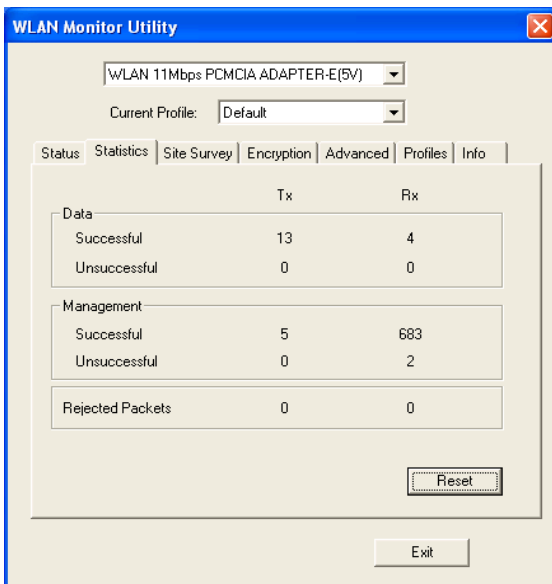 WLAN Monitor Utility
WLAN 11Mbps PCMCIA ADAPTER-E(5V)
Current Profile: Default
Status Statistics Site Survey Encryption Advanced Profiles Info
Tx Rx
Data
Successful 13 4
Unsuccessful 0 0
Management
Successful 5 683
Unsuccessful 0 2
Rejected Packets 0 0
Reset
Exit